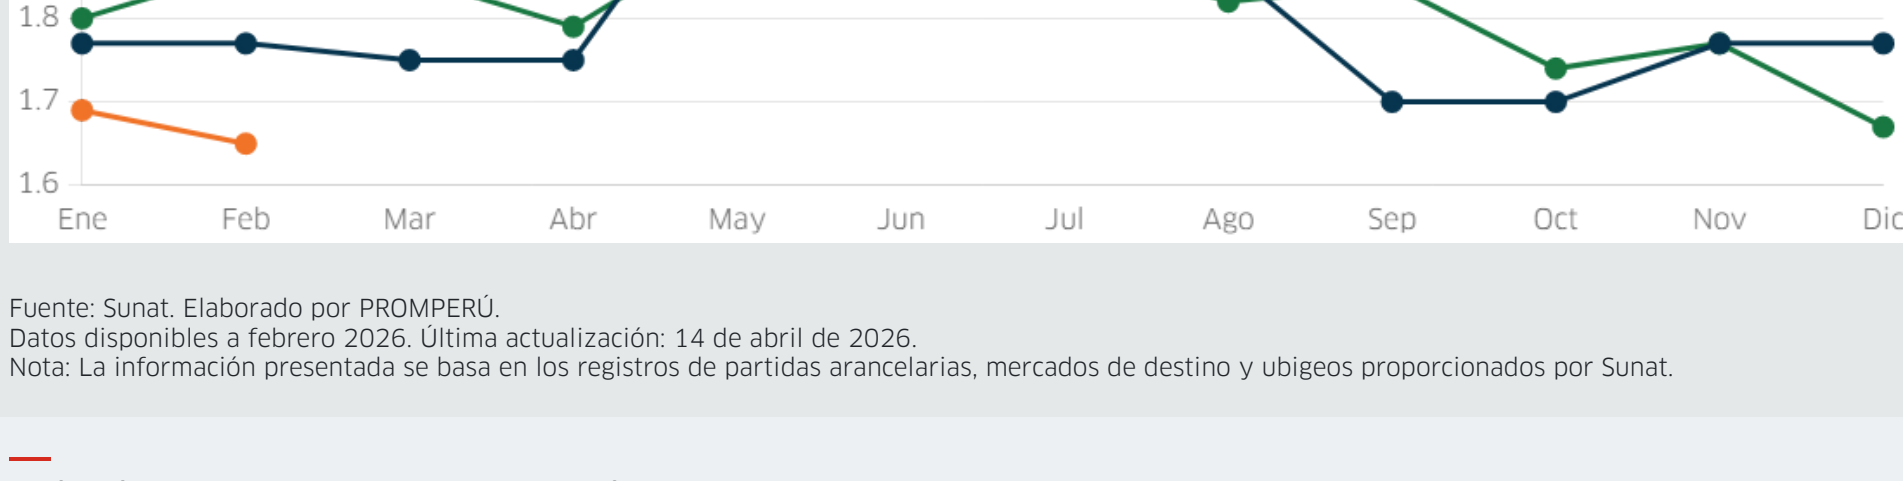 1.8
1.7
1.6
Ene Feb Mar Abr May Jun Jul Ago Sep Oct Nov Dic
Fuente: Sunat. Elaborado por PROMPERÚ.
Datos disponibles a febrero 2026. Última actualización: 14 de abril de 2026.
Nota: La información presentada se basa en los registros de partidas arancelarias, mercados de destino y ubigeos proporcionados por Sunat.